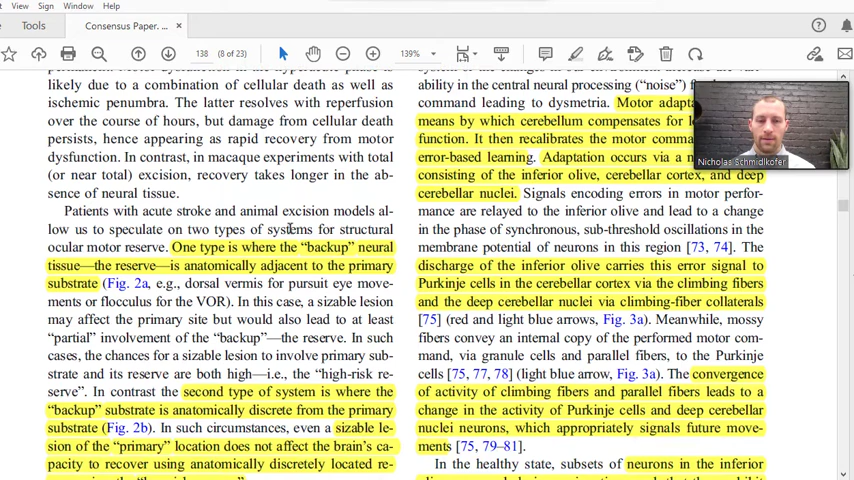 View Sign Window Help
Tools Consensus Paper. ... ×
138 (8 of 23) 139%
likely due to a combination of cellular death as well as
ischemic penumbra. The latter resolves with reperfusion
over the course of hours, but damage from cellular death
persists, hence appearing as rapid recovery from motor
dysfunction. In contrast, in macaque experiments with total
(or near total) excision, recovery takes longer in the ab-
sence of neural tissue.
Patients with acute stroke and animal excision models al-
low us to speculate on two types of systems for structural
ocular motor reserve. One type is where the “backup” neural
tissue—the reserve—is anatomically adjacent to the primary
substrate (Fig. 2a, e.g., dorsal vermis for pursuit eye move-
ments or flocculus for the VOR). In this case, a sizable lesion
may affect the primary site but would also lead to at least
“partial” involvement of the “backup”—the reserve. In such
cases, the chances for a sizable lesion to involve primary sub-
strate and its reserve are both high—i.e., the “high-risk re-
serve”. In contrast the second type of system is where the
“backup” substrate is anatomically discrete from the primary
substrate (Fig. 2b). In such circumstances, even a sizable le-
sion of the “primary” location does not affect the brain’s ca-
pacity to recover using anatomically discretely located re-
ability in the central neural processing (“noise”)
command leading to dysmetria. Motor
means by which cerebellum compensates for
function. It then recalibrates the motor
error-based learning. Adaptation occurs via a
consisting of the inferior olive, cerebellar cortex, and deep
cerebellar nuclei. Signals encoding errors in motor perfor-
mance are relayed to the inferior olive and lead to a change
in the phase of synchronous, sub-threshold oscillations in the
membrane potential of neurons in this region [73, 74]. The
discharge of the inferior olive carries this error signal to
Purkinje cells in the cerebellar cortex via the climbing fibers
and the deep cerebellar nuclei via climbing-fiber collaterals
[75] (red and light blue arrows, Fig. 3a). Meanwhile, mossy
fibers convey an internal copy of the performed motor com-
mand, via granule cells and parallel fibers, to the Purkinje
cells [75, 77, 78] (light blue arrow, Fig. 3a). The convergence
of activity of climbing fibers and parallel fibers leads to a
change in the activity of Purkinje cells and deep cerebellar
nuclei neurons, which appropriately signals future move-
ments [75, 79–81].
In the healthy state, subsets of neurons in the inferior
Nicholas Schmidlkofer